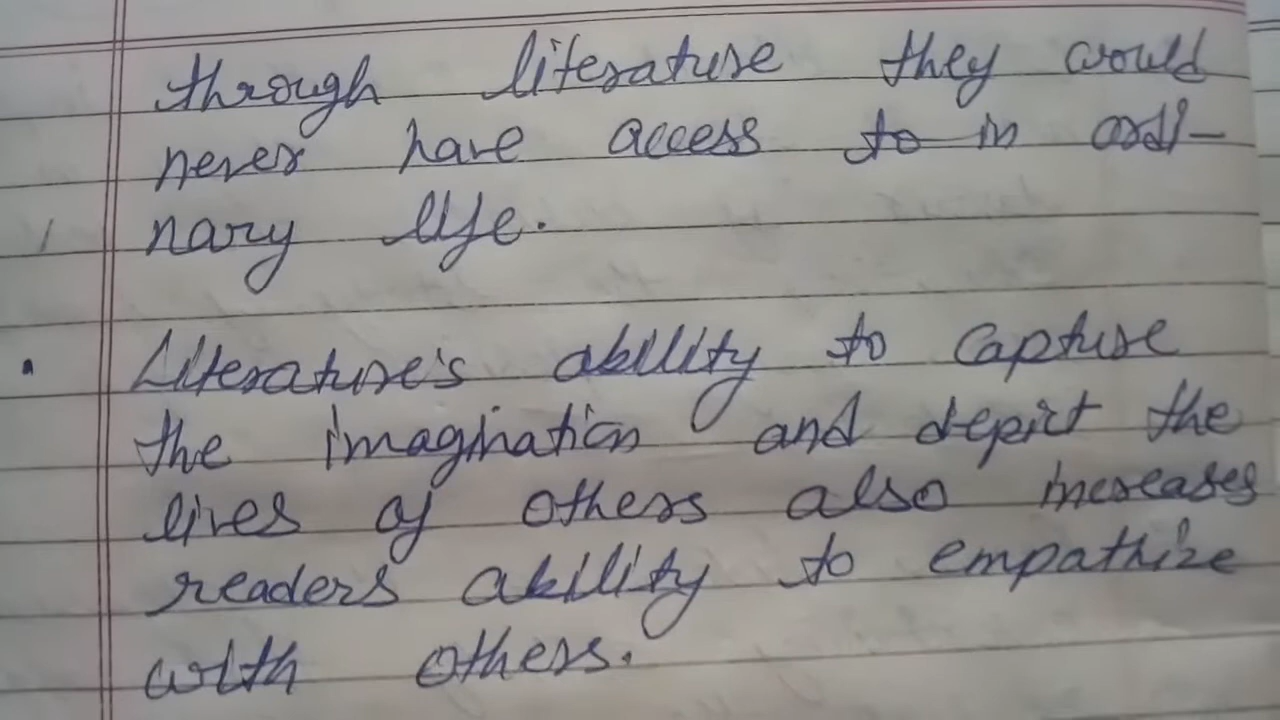 through literature they would
never have access to in ordi-
nary life.
Literature's ability to capture
the imagination and depict the
lives of others also increases
readers ability to empathize
with others.